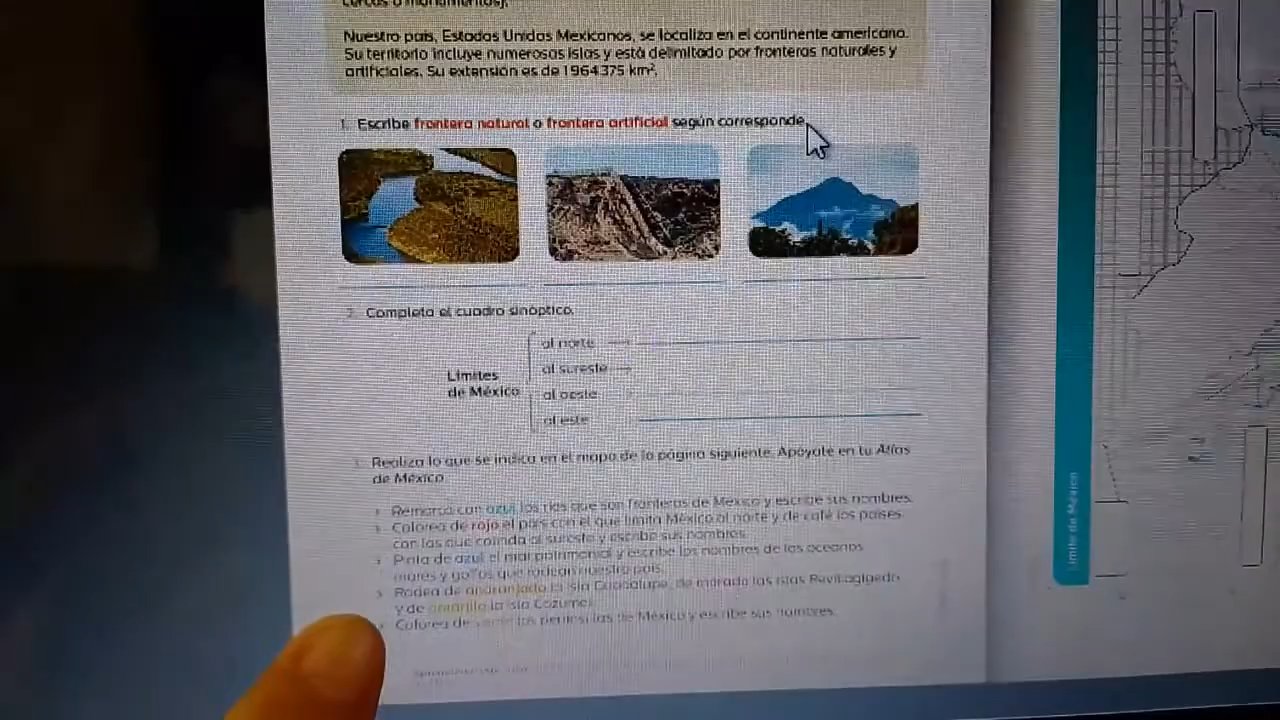 cercas o monumentos).
Nuestro país, Estados Unidos Mexicanos, se localiza en el continente americano.
Su territorio incluye numerosas islas y está delimitado por fronteras naturales y
artificiales. Su extensión es de 1964375 km².
1. Escribe frontera natural o frontera artificial según corresponde.
2. Completa el cuadro sinóptico.
Límites
de México
al norte
al sureste
al oeste
al este
3. Realiza lo que se indica en el mapa de la página siguiente. Apóyate en tu Atlas
de México.
Remarca con azul los ríos que son fronteras de México y escribe sus nombres.
Colorea de rojo el país con el que limita México al norte y de café los países
con los que colinda al sureste y escribe sus nombres.
Pinta de azul el mar patrimonial y escribe los nombres de los océanos
mares y golfos que rodean nuestro país.
Rodea de anaranjado la isla Guadalupe, de morado las islas Revillagigedo
y de amarillo la isla Cozumel.
Colorea de verde las penínsulas de México y escribe sus nombres.
Límite de México